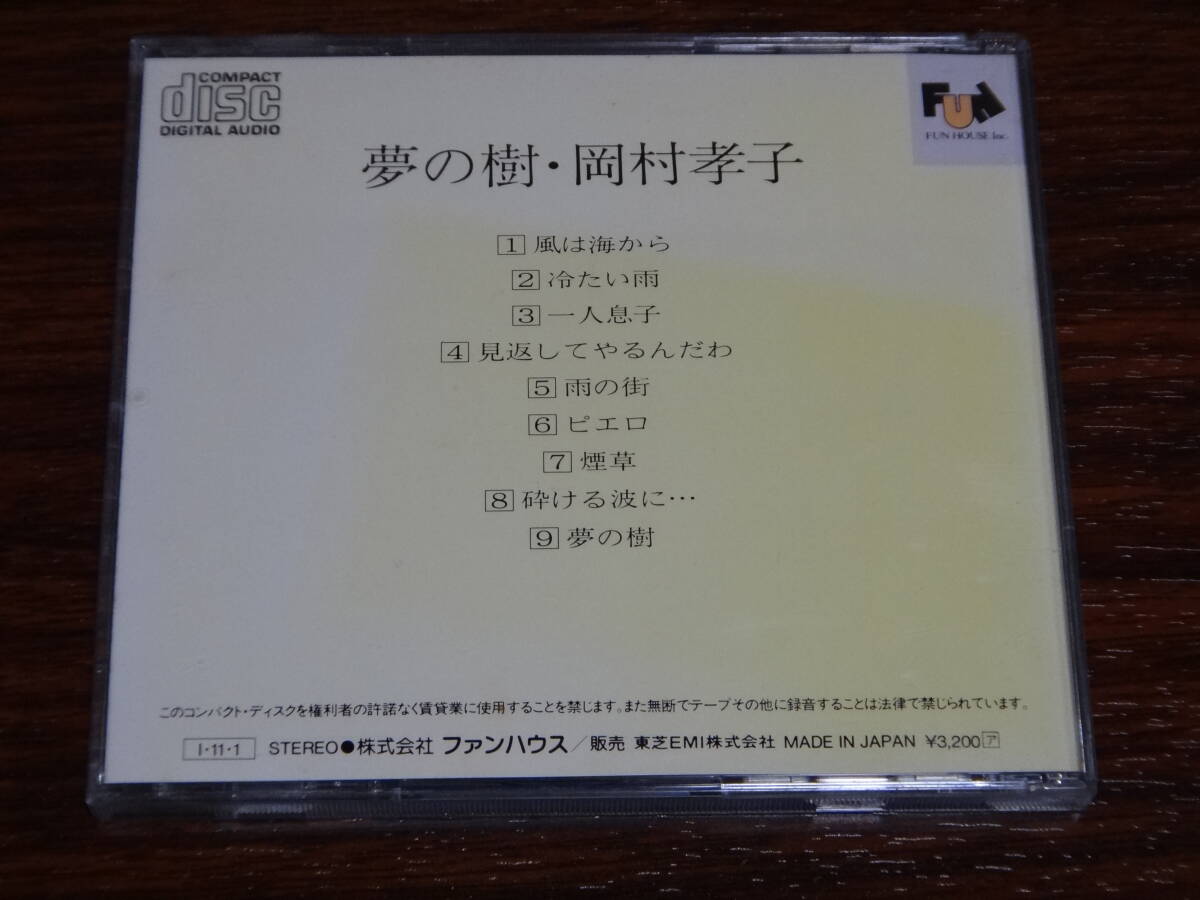 COMPACT
disc
DIGITAL AUDIO
FUN
FUN HOUSE Inc.
夢の樹・岡村孝子
1 風は海から
2 冷たい雨
3 一人息子
4 見返してやるんだわ
5 雨の街
6 ピエロ
7 煙草
8 砕ける波に…
9 夢の樹
このコンパクト・ディスクを権利者の許諾なく賃貸業に使用することを禁じます。また無断でテープその他に録音することは法律で禁じられています。
I・11・1 STEREO●株式会社 ファンハウス／販売 東芝EMI株式会社 MADE IN JAPAN ¥3,200ア